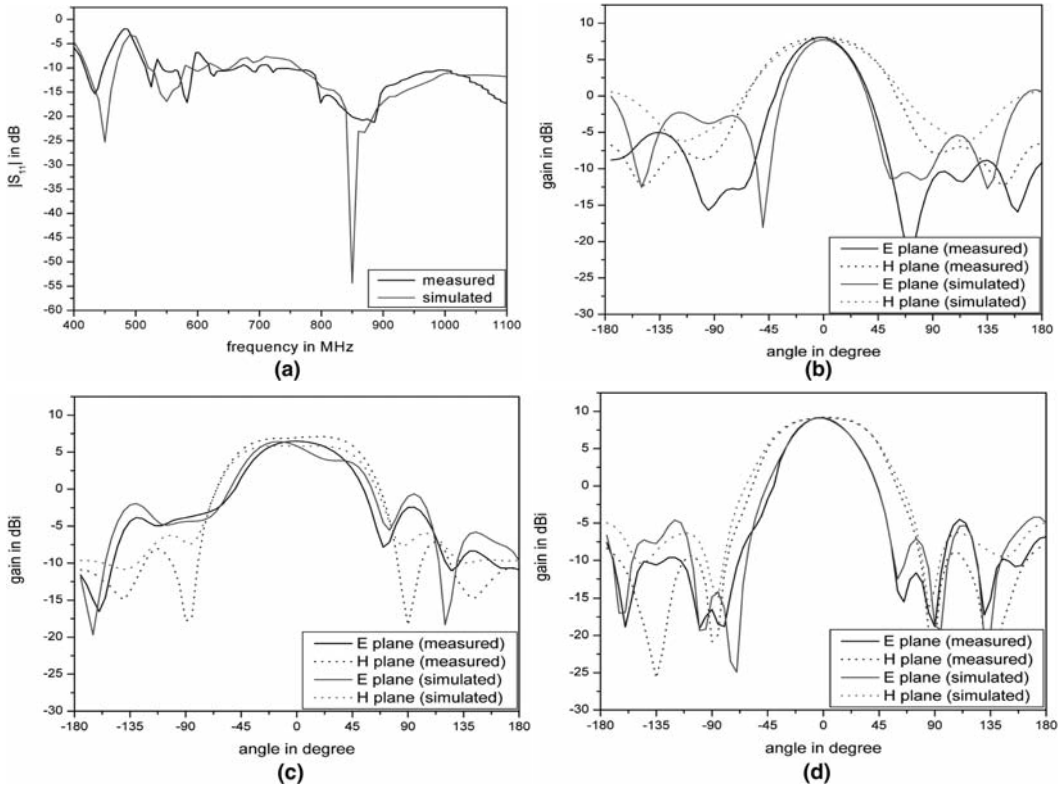 0
-5
-10
-15
-20
-25
-30
-35
-40
-45
-50
-55
-60
|S11| in dB
400 500 600 700 800 900 1000 1100
frequency in MHz
measured
simulated
(a)
10
5
0
-5
-10
-15
-20
-25
-30
gain in dBi
-180 -135 -90 -45 0 45 90 135 180
angle in degree
E plane (measured)
H plane (measured)
E plane (simulated)
H plane (simulated)
(b)
10
5
0
-5
-10
-15
-20
-25
-30
gain in dBi
-180 -135 -90 -45 0 45 90 135 180
angle in degree
E plane (measured)
H plane (measured)
E plane (simulated)
H plane (simulated)
(c)
10
5
0
-5
-10
-15
-20
-25
-30
gain in dBi
-180 -135 -90 -45 0 45 90 135 180
angle in degree
E plane (measured)
H plane (measured)
E plane (simulated)
H plane (simulated)
(d)